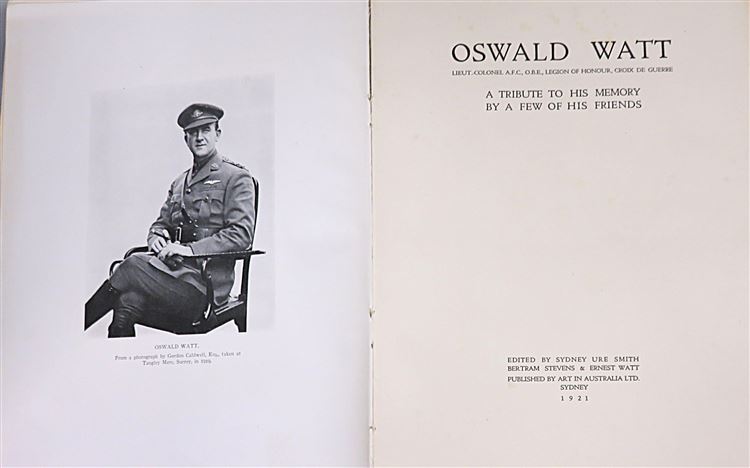 OSWALD WATT.
From a photograph by Gordon Caldwell, Esq., taken at
Tangley Mere, Surrey, in 1919.
OSWALD WATT
LIEUT.-COLONEL A.F.C., O.B.E., LEGION OF HONOUR, CROIX DE GUERRE
A TRIBUTE TO HIS MEMORY
BY A FEW OF HIS FRIENDS
EDITED BY SYDNEY URE SMITH
BERTRAM STEVENS & ERNEST WATT
PUBLISHED BY ART IN AUSTRALIA LTD.
SYDNEY
1921